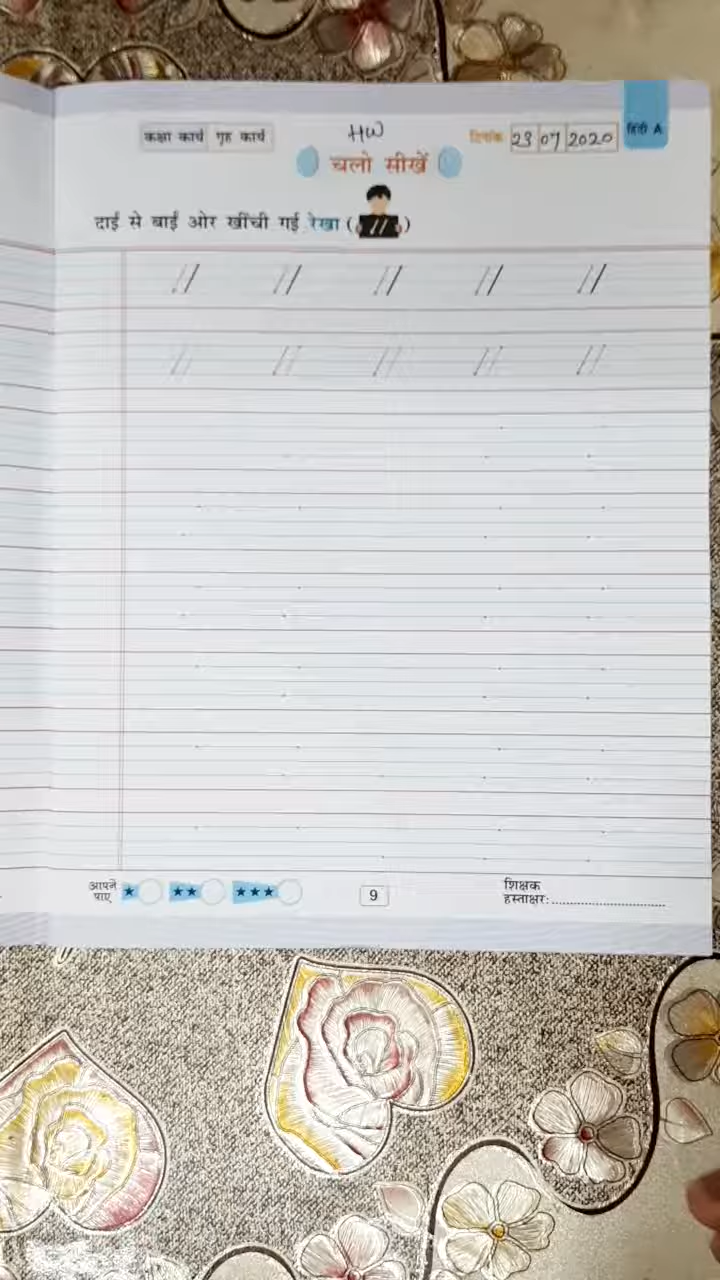 कक्षा कार्य गृह कार्य HW दिनांक 23 07 2020 हिंदी A
चलो सीखें
दाईं से बाईं ओर खींची गई रेखा ( // )
आपने पाए ★ ★★ ★★★ 9 शिक्षक हस्ताक्षर: